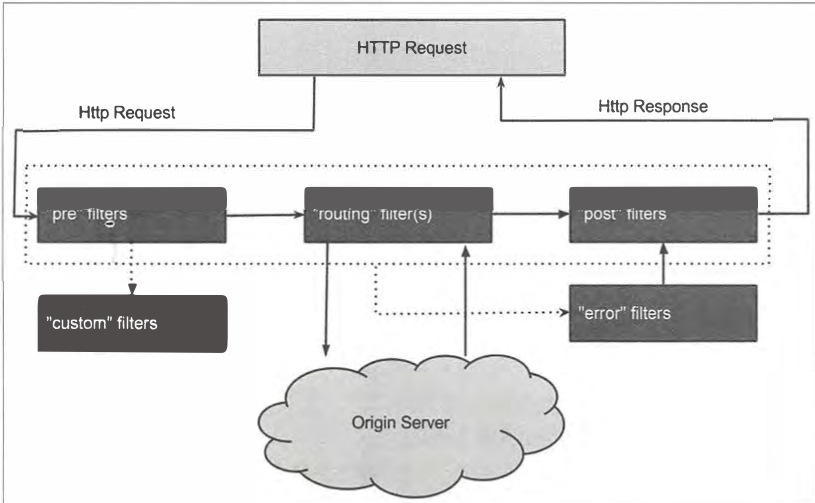 HTTP Request
Http Request
Http Response
pre" filters
"routing" filter(s)
post" filters
"custom" filters
"error" filters
Origin Server